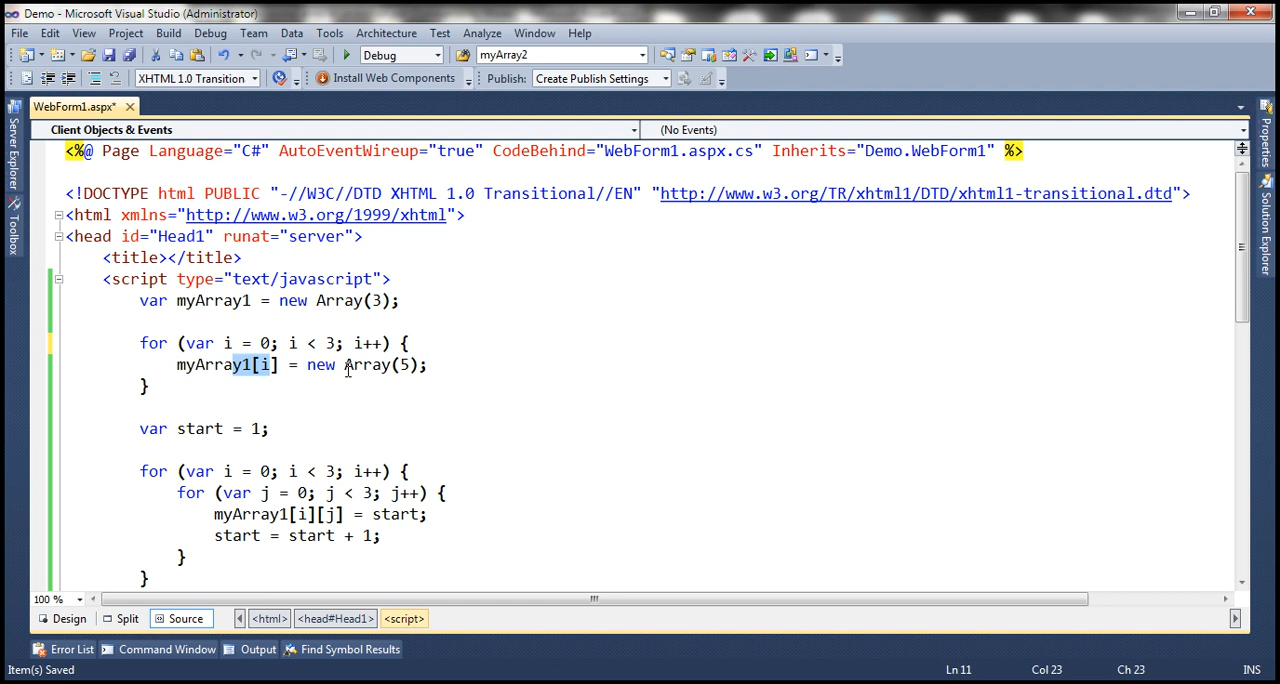 Demo - Microsoft Visual Studio (Administrator)
File Edit View Project Build Debug Team Data Tools Architecture Test Analyze Window Help
Debug myArray2
XHTML 1.0 Transition Install Web Components Publish: Create Publish Settings
WebForm1.aspx*
Client Objects & Events (No Events)
Server Explorer
Toolbox
Properties
Solution Explorer
<%@ Page Language="C#" AutoEventWireup="true" CodeBehind="WebForm1.aspx.cs" Inherits="Demo.WebForm1" %>
<!DOCTYPE html PUBLIC "-//W3C//DTD XHTML 1.0 Transitional//EN" "http://www.w3.org/TR/xhtml1/DTD/xhtml1-transitional.dtd">
<html xmlns="http://www.w3.org/1999/xhtml">
<head id="Head1" runat="server">
<title></title>
<script type="text/javascript">
var myArray1 = new Array(3);
for (var i = 0; i < 3; i++) {
myArray1[i] = new Array(5);
}
var start = 1;
for (var i = 0; i < 3; i++) {
for (var j = 0; j < 3; j++) {
myArray1[i][j] = start;
start = start + 1;
}
}
100 %
Design Split Source <html> <head#Head1> <script>
Error List Command Window Output Find Symbol Results
Item(s) Saved Ln 11 Col 23 Ch 23 INS